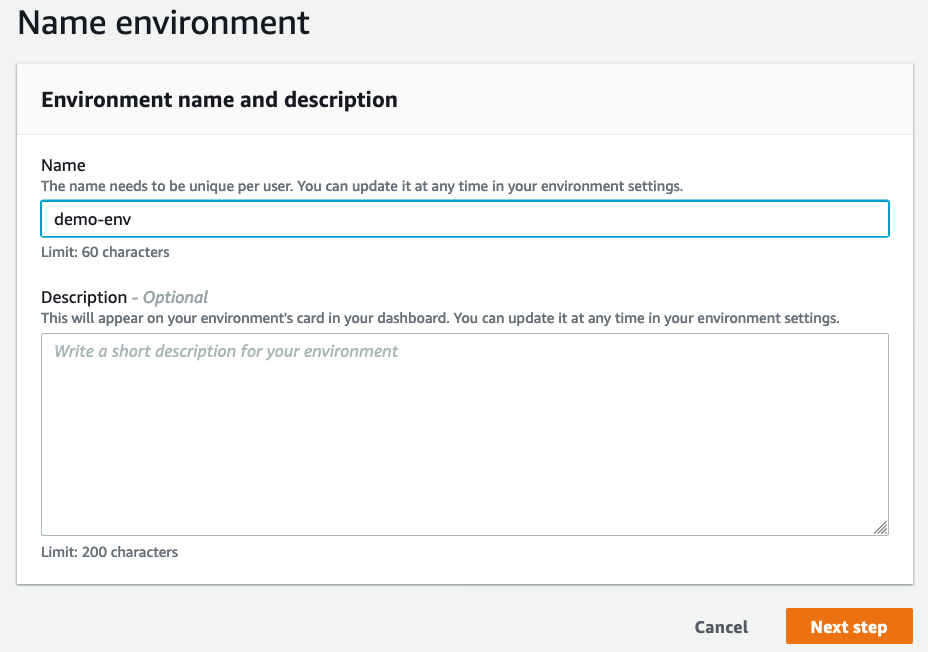 Name environment
Environment name and description
Name
The name needs to be unique per user. You can update it at any time in your environment settings.
demo-env
Limit: 60 characters
Description - Optional
This will appear on your environment's card in your dashboard. You can update it at any time in your environment settings.
Write a short description for your environment
Limit: 200 characters
Cancel Next step